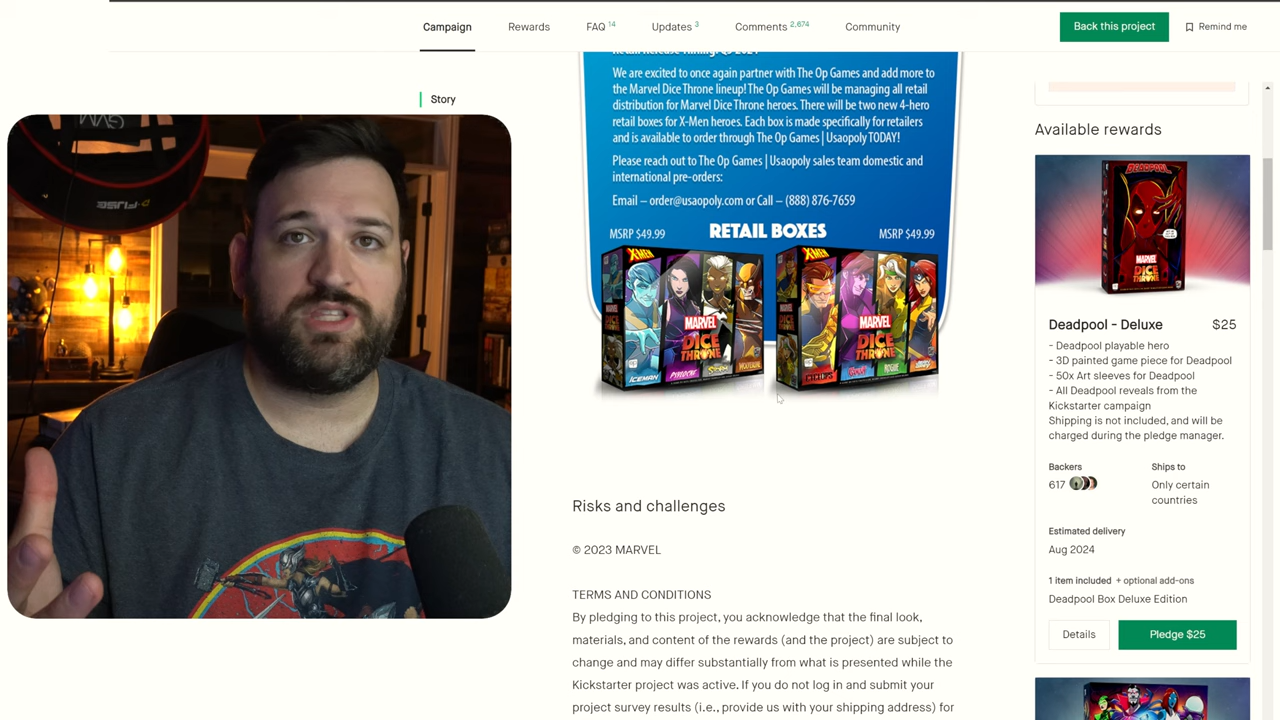 Campaign
Rewards
FAQ 14
Updates 3
Comments 2,674
Community
Back this project
Remind me
Story
We are excited to once again partner with The Op Games and add more to
the Marvel Dice Throne lineup! The Op Games will be managing all retail
distribution for Marvel Dice Throne heroes. There will be two new 4-hero
retail boxes for X-Men heroes. Each box is made specifically for retailers
and is available to order through The Op Games | Usaopoly TODAY!
Please reach out to The Op Games | Usaopoly sales team domestic and
international pre-orders:
Email – order@usaopoly.com or Call – (888) 876-7659
MSRP $49.99
RETAIL BOXES
MSRP $49.99
X-MEN
MARVEL
DICE
THRONE
ICEMAN
PSYLOCKE
STORM
WOLVERINE
X-MEN
MARVEL
DICE
THRONE
CYCLOPS
GAMBIT
ROGUE
Risks and challenges
© 2023 MARVEL
TERMS AND CONDITIONS
By pledging to this project, you acknowledge that the final look,
materials, and content of the rewards (and the project) are subject to
change and may differ substantially from what is presented while the
Kickstarter project was active. If you do not log in and submit your
project survey results (i.e., provide us with your shipping address) for
Available rewards
DEADPOOL
MARVEL
DICE
THRONE
Deadpool - Deluxe
$25
- Deadpool playable hero
- 3D painted game piece for Deadpool
- 50x Art sleeves for Deadpool
- All Deadpool reveals from the
Kickstarter campaign
Shipping is not included, and will be
charged during the pledge manager.
Backers
617
Ships to
Only certain
countries
Estimated delivery
Aug 2024
1 item included + optional add-ons
Deadpool Box Deluxe Edition
Details
Pledge $25